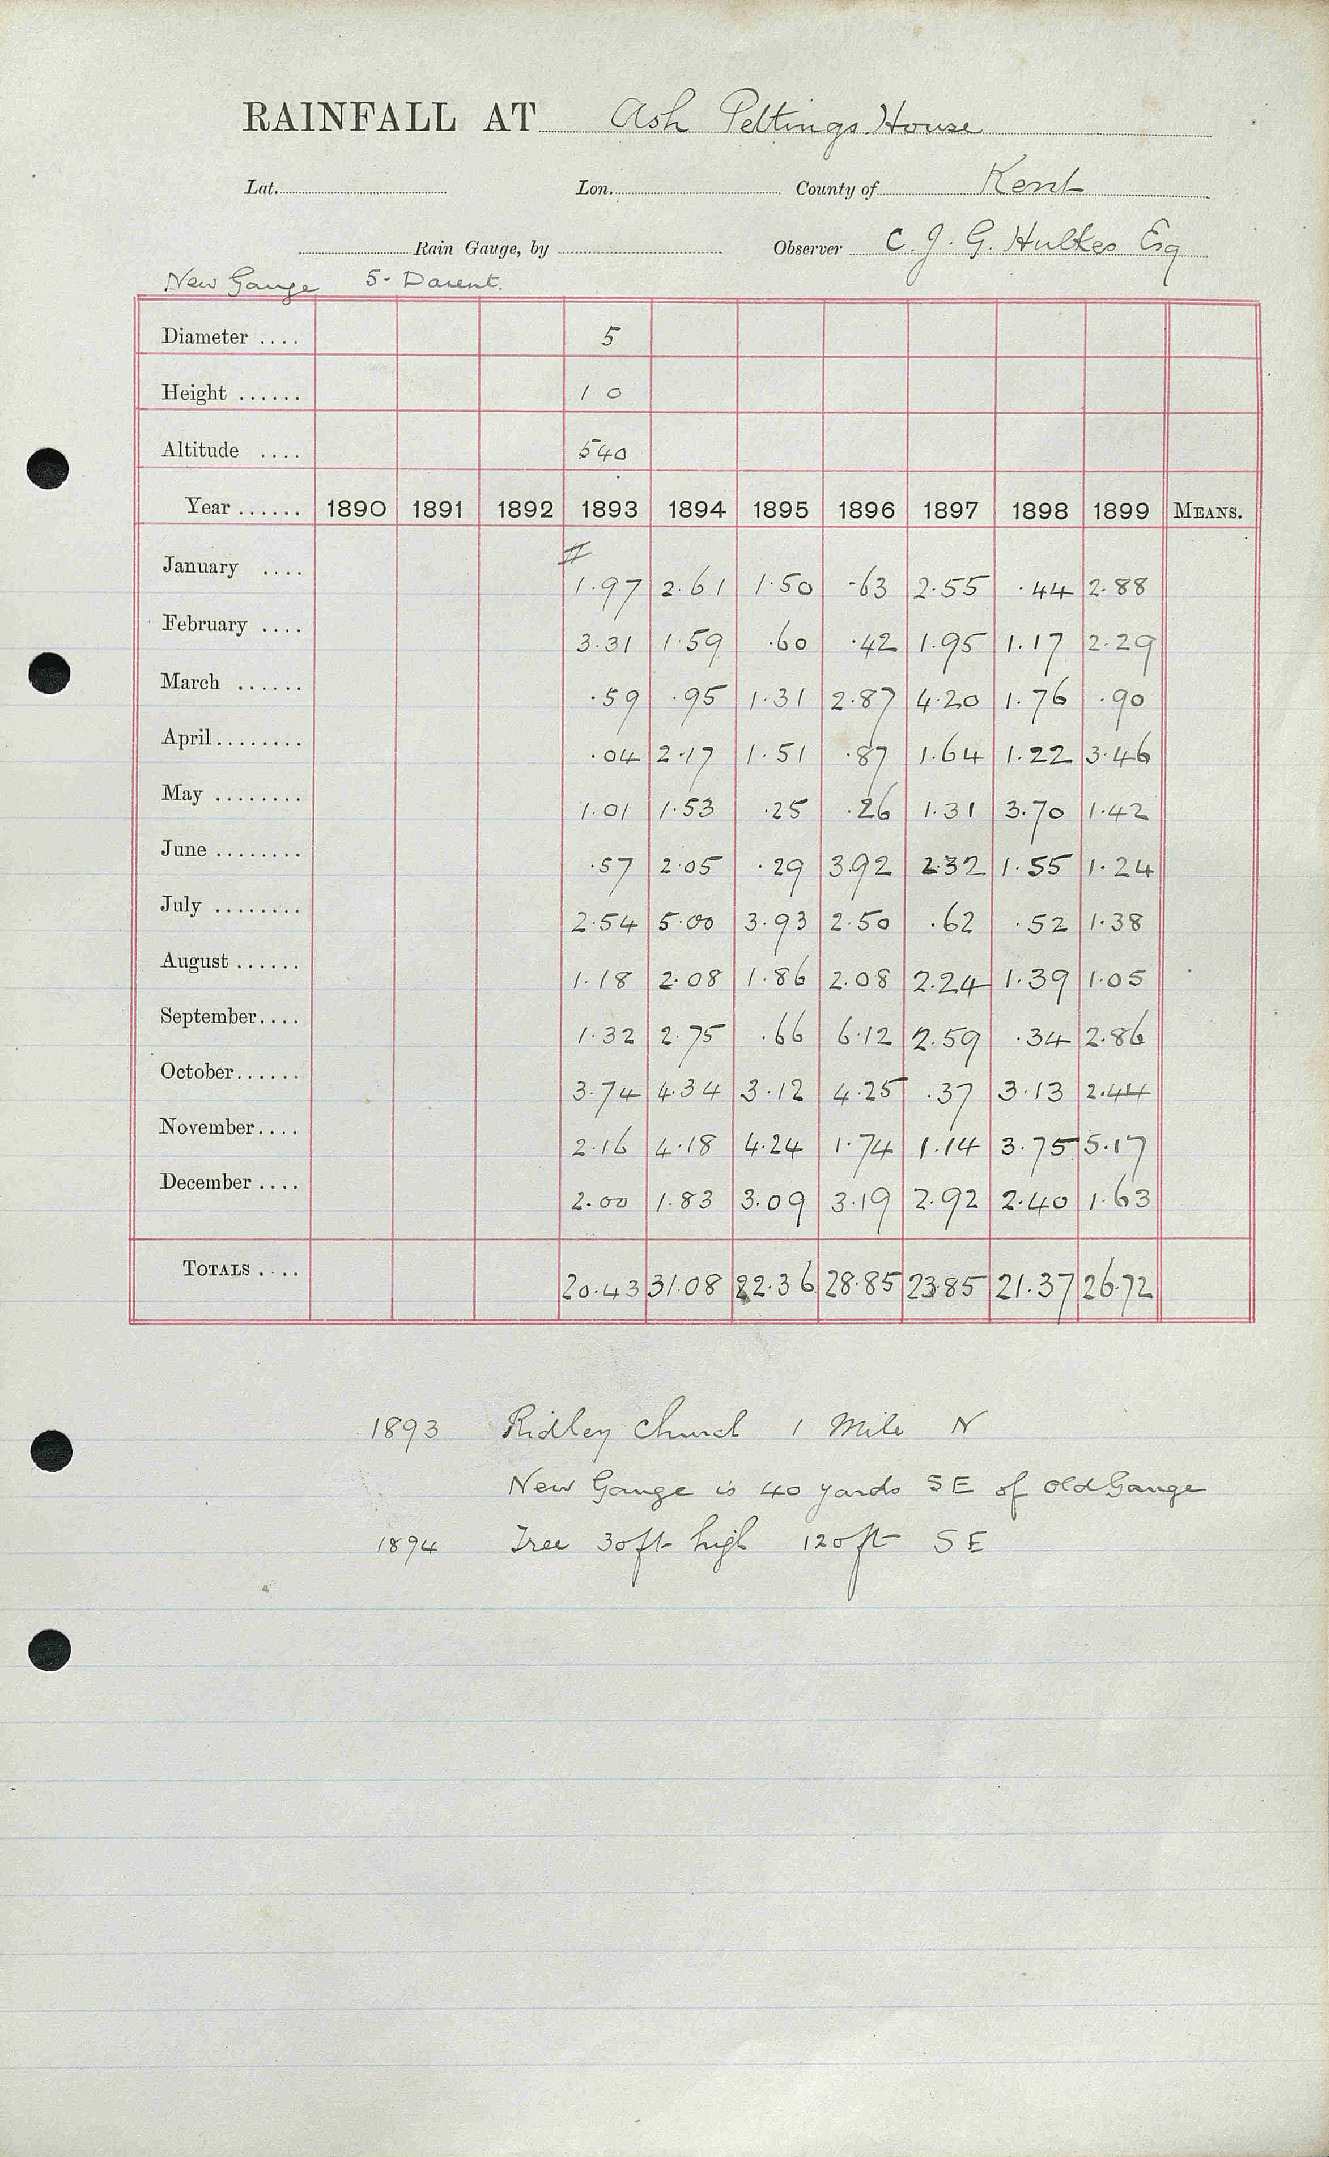 RAINFALL AT Ash Peltings House
Lat. Lon. County of Kent
Rain Gauge, by Observer C. J. G. Hulkes Esq
New Gauge 5 - Darent.
Diameter .... 5
Height ...... 1 0
Altitude .... 540
Year ...... 1890 1891 1892 1893 1894 1895 1896 1897 1898 1899 MEANS.
January .... 1.97 2.61 1.50 .63 2.55 .44 2.88
February .... 3.31 1.59 .60 .42 1.95 1.17 2.29
March ...... .59 .95 1.31 2.87 4.20 1.76 .90
April........ .04 2.17 1.51 .87 1.64 1.22 3.46
May ........ 1.01 1.53 .25 .26 1.31 3.70 1.42
June ........ .57 2.05 .29 3.92 2.32 1.55 1.24
July ........ 2.54 5.00 3.93 2.50 .62 .52 1.38
August ...... 1.18 2.08 1.86 2.08 2.24 1.39 1.05
September.... 1.32 2.75 .66 6.12 2.59 .34 2.86
October...... 3.74 4.34 3.12 4.25 .37 3.13 2.44
November.... 2.16 4.18 4.24 1.74 1.14 3.75 5.17
December .... 2.00 1.83 3.09 3.19 2.92 2.40 1.63
TOTALS .... 20.43 31.08 22.36 28.85 23.85 21.37 26.72
1893 Ridley Church 1 Mile N
New Gauge is 40 yards SE of Old Gauge
1894 Tree 30ft high 120ft SE